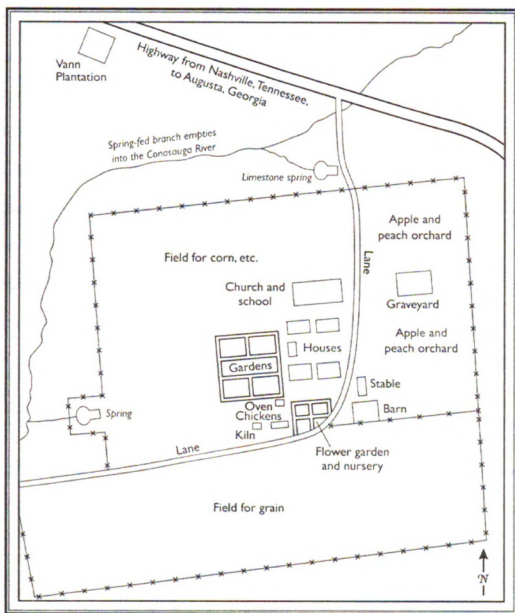 Vann
Plantation
Highway from Nashville, Tennessee,
to Augusta, Georgia
Spring-fed branch empties
into the Conasauga River
Limestone spring
Apple and
peach orchard
Lane
Field for corn, etc.
Church and
school
Graveyard
Houses
Apple and
peach orchard
Gardens
Stable
Oven
Chickens
Barn
Spring
Kiln
Lane
Flower garden
and nursery
Field for grain
N